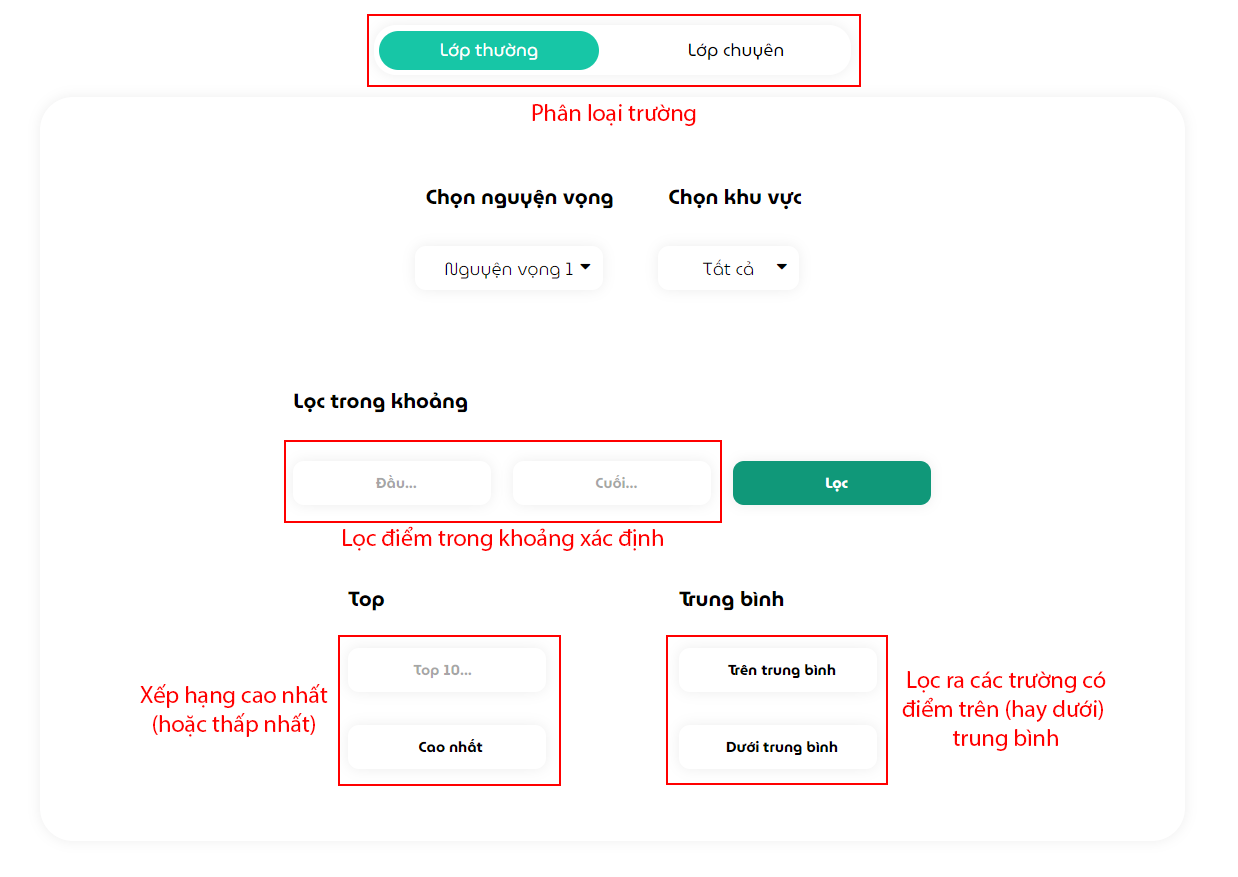 Lớp thường
Lớp chuyên
Phân loại trường
Chọn nguyện vọng
Chọn khu vực
Nguyện vọng 1
Tất cả
Lọc trong khoảng
Đầu...
Cuối...
Lọc
Lọc điểm trong khoảng xác định
Top
Trung bình
Top 10...
Trên trung bình
Xếp hạng cao nhất
(hoặc thấp nhất)
Lọc ra các trường có
điểm trên (hay dưới)
trung bình
Cao nhất
Dưới trung bình